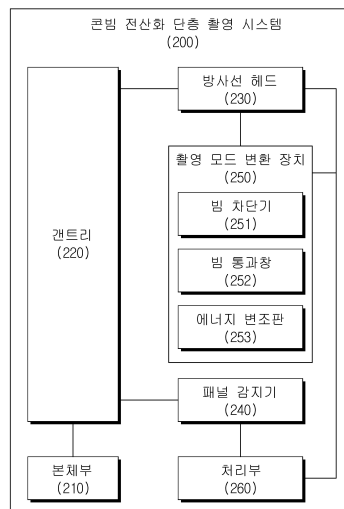 콘빔 전산화 단층 촬영 시스템
(200)
방사선 헤드
(230)
촬영 모드 변환 장치
(250)
빔 차단기
(251)
갠트리
(220)
빔 통과창
(252)
에너지 변조판
(253)
패널 감지기
(240)
본체부
(210)
처리부
(260)